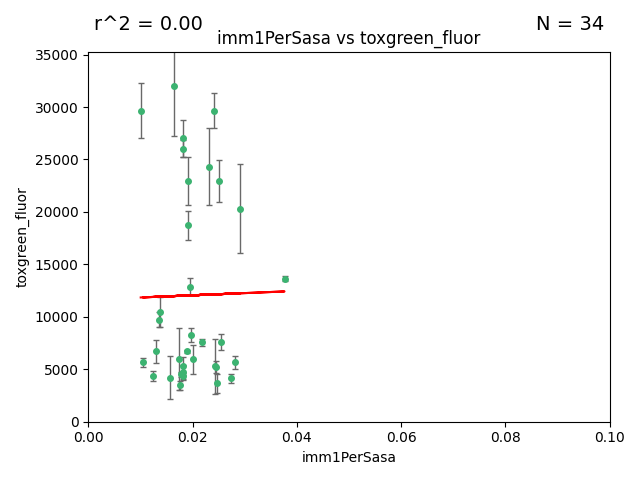 r^2 = 0.00
N = 34
imm1PerSasa vs toxgreen_fluor
35000
30000
25000
20000
15000
10000
5000
0
toxgreen_fluor
0.00
0.02
0.04
0.06
0.08
0.10
imm1PerSasa